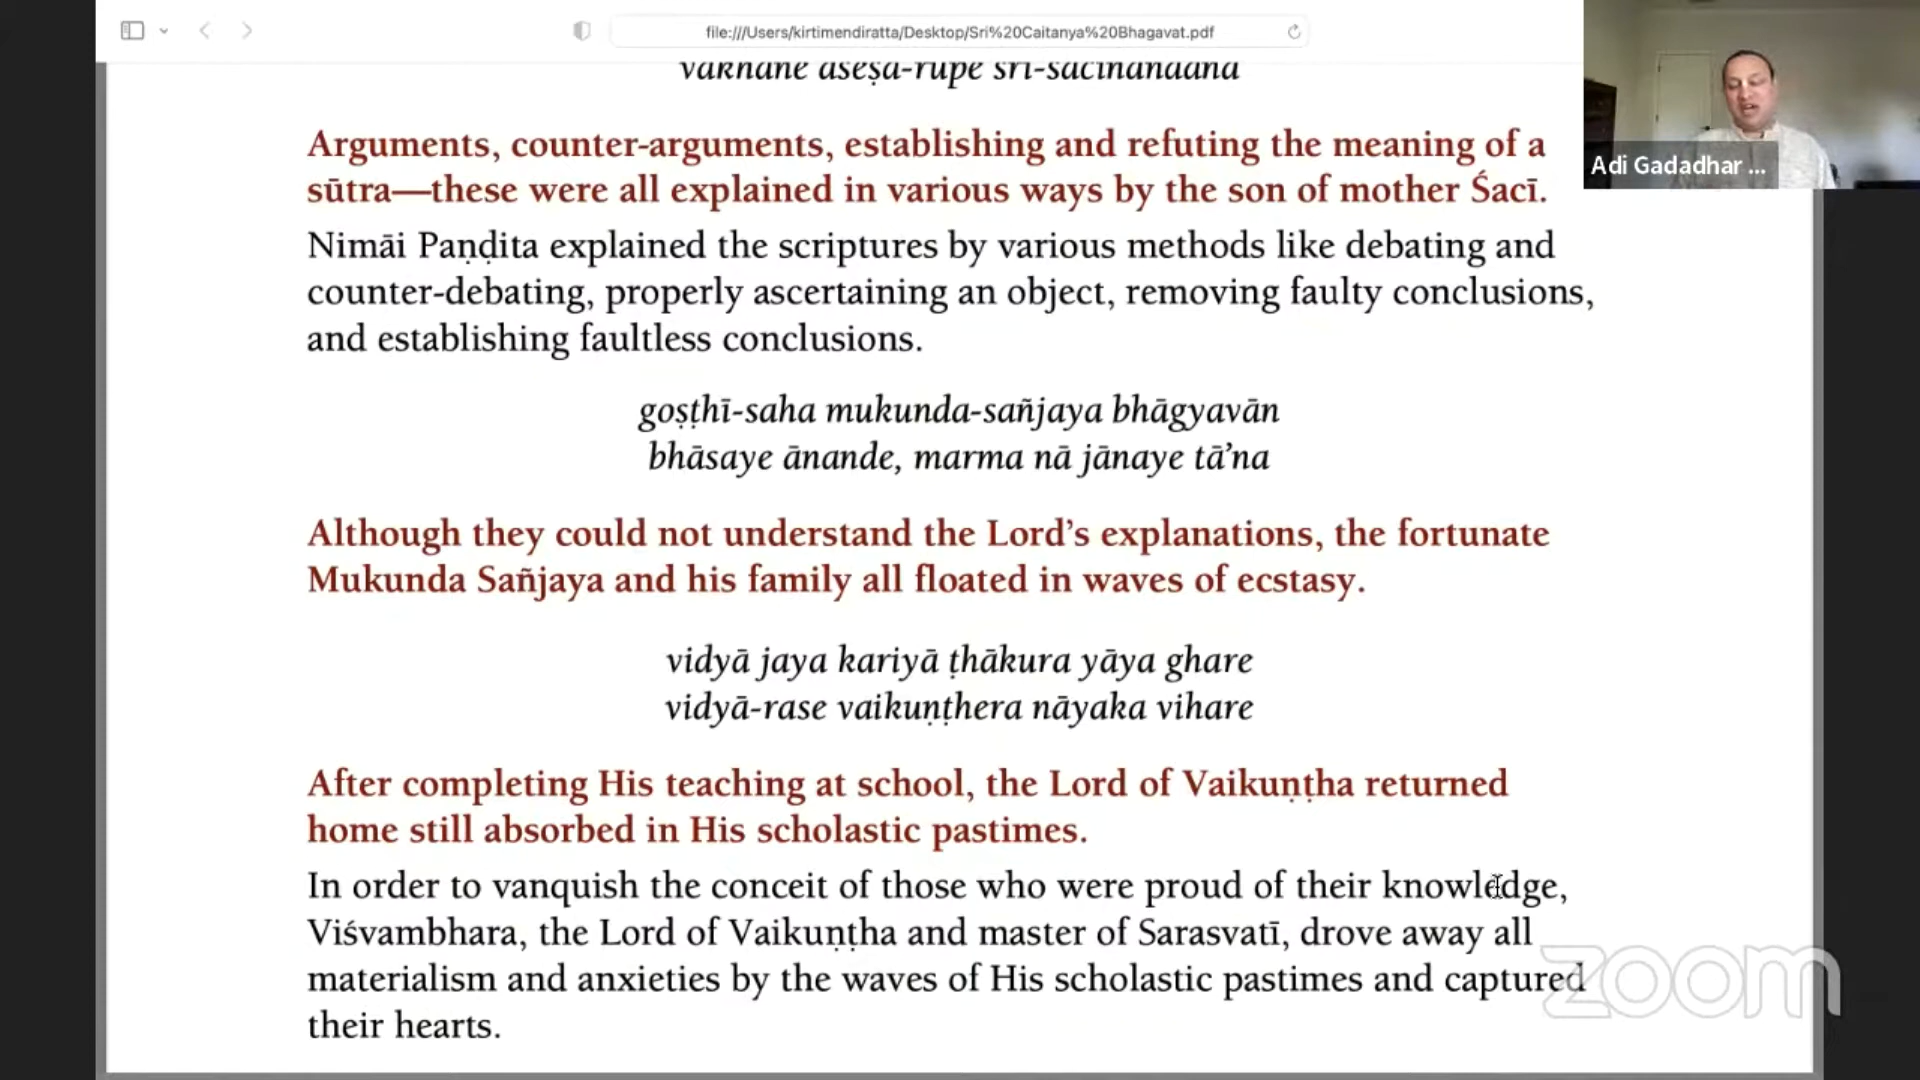 file:///Users/kirtimendiratta/Desktop/Sri%20Caitanya%20Bhagavat.pdf
vākhāne aśeṣa-rūpe śrī-śacīnandana
Adi Gadadhar ...
Arguments, counter-arguments, establishing and refuting the meaning of a
sūtra—these were all explained in various ways by the son of mother Śacī.
Nimāi Paṇḍita explained the scriptures by various methods like debating and
counter-debating, properly ascertaining an object, removing faulty conclusions,
and establishing faultless conclusions.
goṣṭhī-saha mukunda-sañjaya bhāgyavān
bhāsaye ānande, marma nā jānaye tā’na
Although they could not understand the Lord’s explanations, the fortunate
Mukunda Sañjaya and his family all floated in waves of ecstasy.
vidyā jaya kariyā ṭhākura yāya ghare
vidyā-rase vaikuṇṭhera nāyaka vihare
After completing His teaching at school, the Lord of Vaikuṇṭha returned
home still absorbed in His scholastic pastimes.
In order to vanquish the conceit of those who were proud of their knowledge,
Viśvambhara, the Lord of Vaikuṇṭha and master of Sarasvatī, drove away all
materialism and anxieties by the waves of His scholastic pastimes and captured
their hearts.
zoom